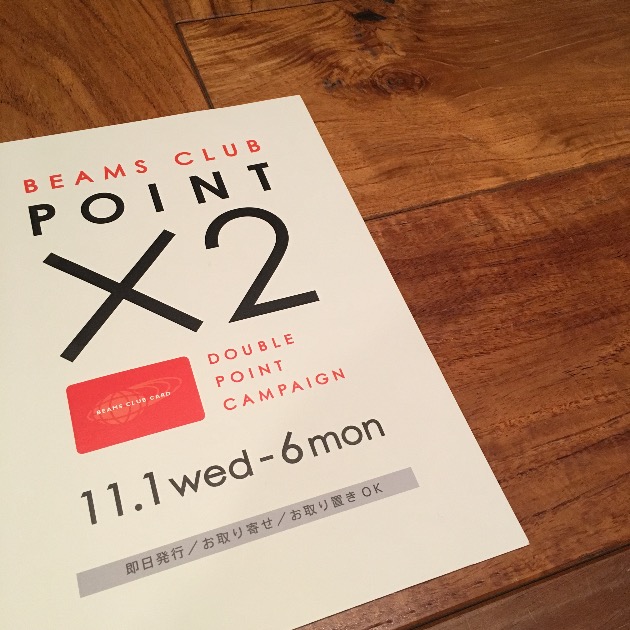 BEAMS CLUB
POINT
×2
BEAMS CLUB CARD
DOUBLE
POINT
CAMPAIGN
11.1wed-6mon
即日発行／お取り寄せ／お取り置きOK